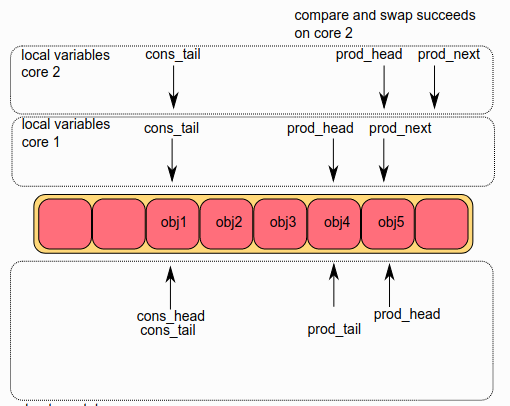 compare and swap succeeds
on core 2
local variables
core 2
cons_tail
prod_head
prod_next
local variables
core 1
cons_tail
prod_head
prod_next
obj1
obj2
obj3
obj4
obj5
cons_head
cons_tail
prod_tail
prod_head